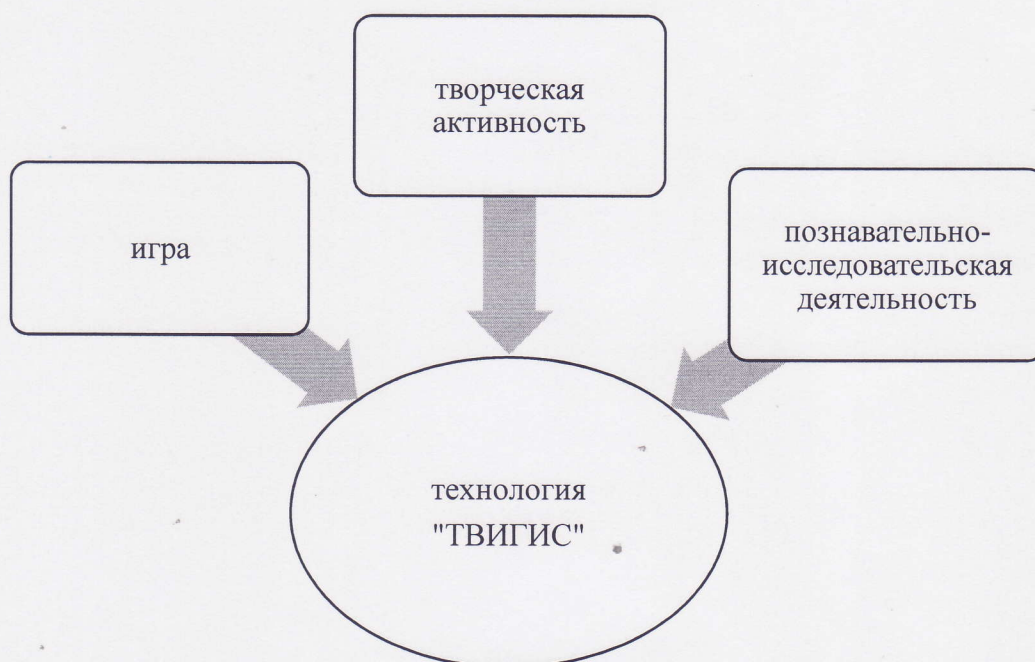 творческая
активность
игра
познавательно-
исследовательская
деятельность
технология
"ТВИГИС"